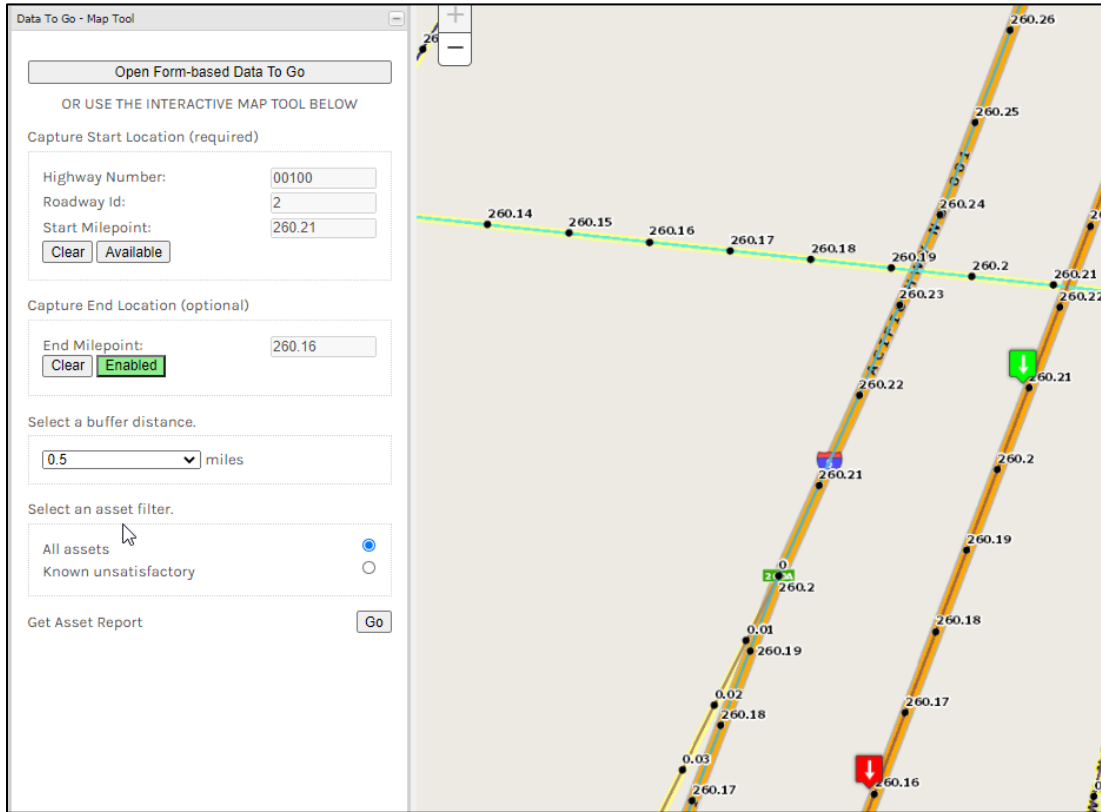 Data To Go - Map Tool
Open Form-based Data To Go
OR USE THE INTERACTIVE MAP TOOL BELOW
Capture Start Location (required)
Highway Number: 00100
Roadway Id: 2
Start Milepoint: 260.21
Clear Available
Capture End Location (optional)
End Milepoint: 260.16
Clear Enabled
Select a buffer distance.
0.5 miles
Select an asset filter.
All assets
Known unsatisfactory
Get Asset Report Go
+
−
260.26
260.25
260.24
260.14
260.15
260.16
260.17
260.18
260.19
260.2
260.21
260.22
260.23
260.22
260.21
260.21
260.2
260.19
0
260.2
260.18
0.01
260.19
0.02
260.17
260.18
0.03
260.16
260.17